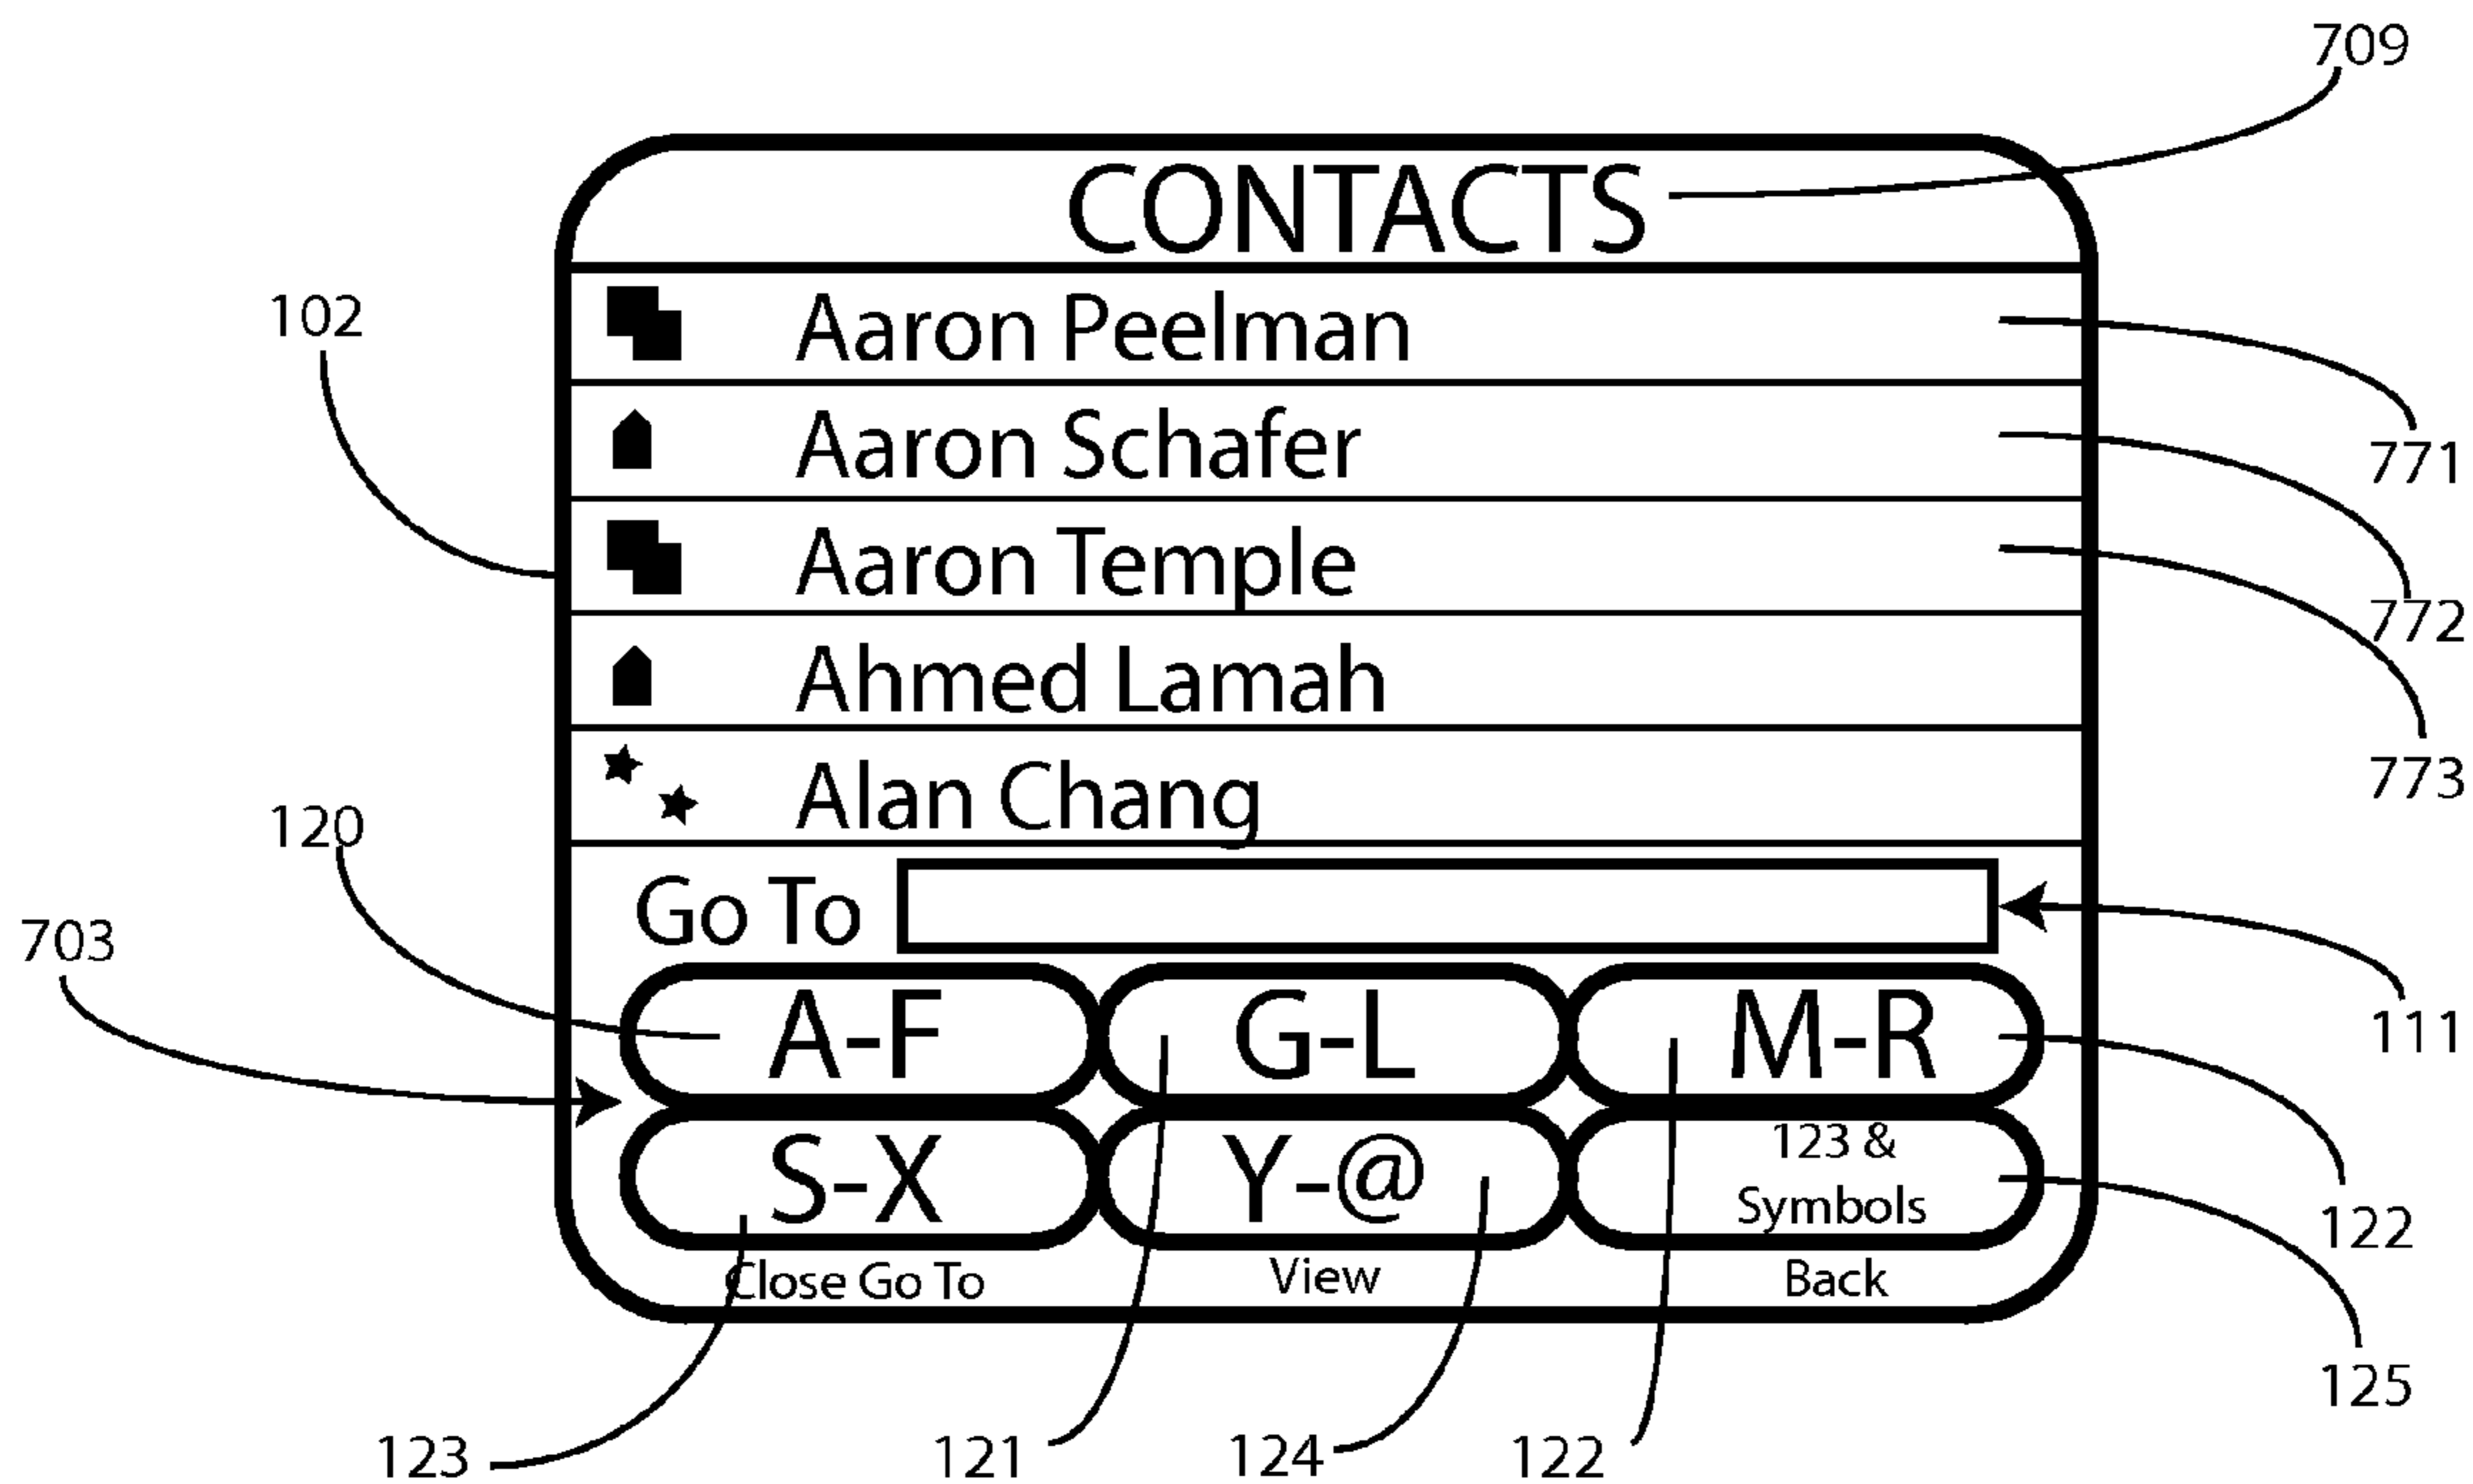 709
CONTACTS
102
Aaron Peelman
771
Aaron Schafer
772
Aaron Temple
773
Ahmed Lamah
Alan Chang
120
Go To
111
703
A-F G-L M-R
122
S-X Y-@ 123 &
Symbols
125
Close Go To View Back
123 121 124 122